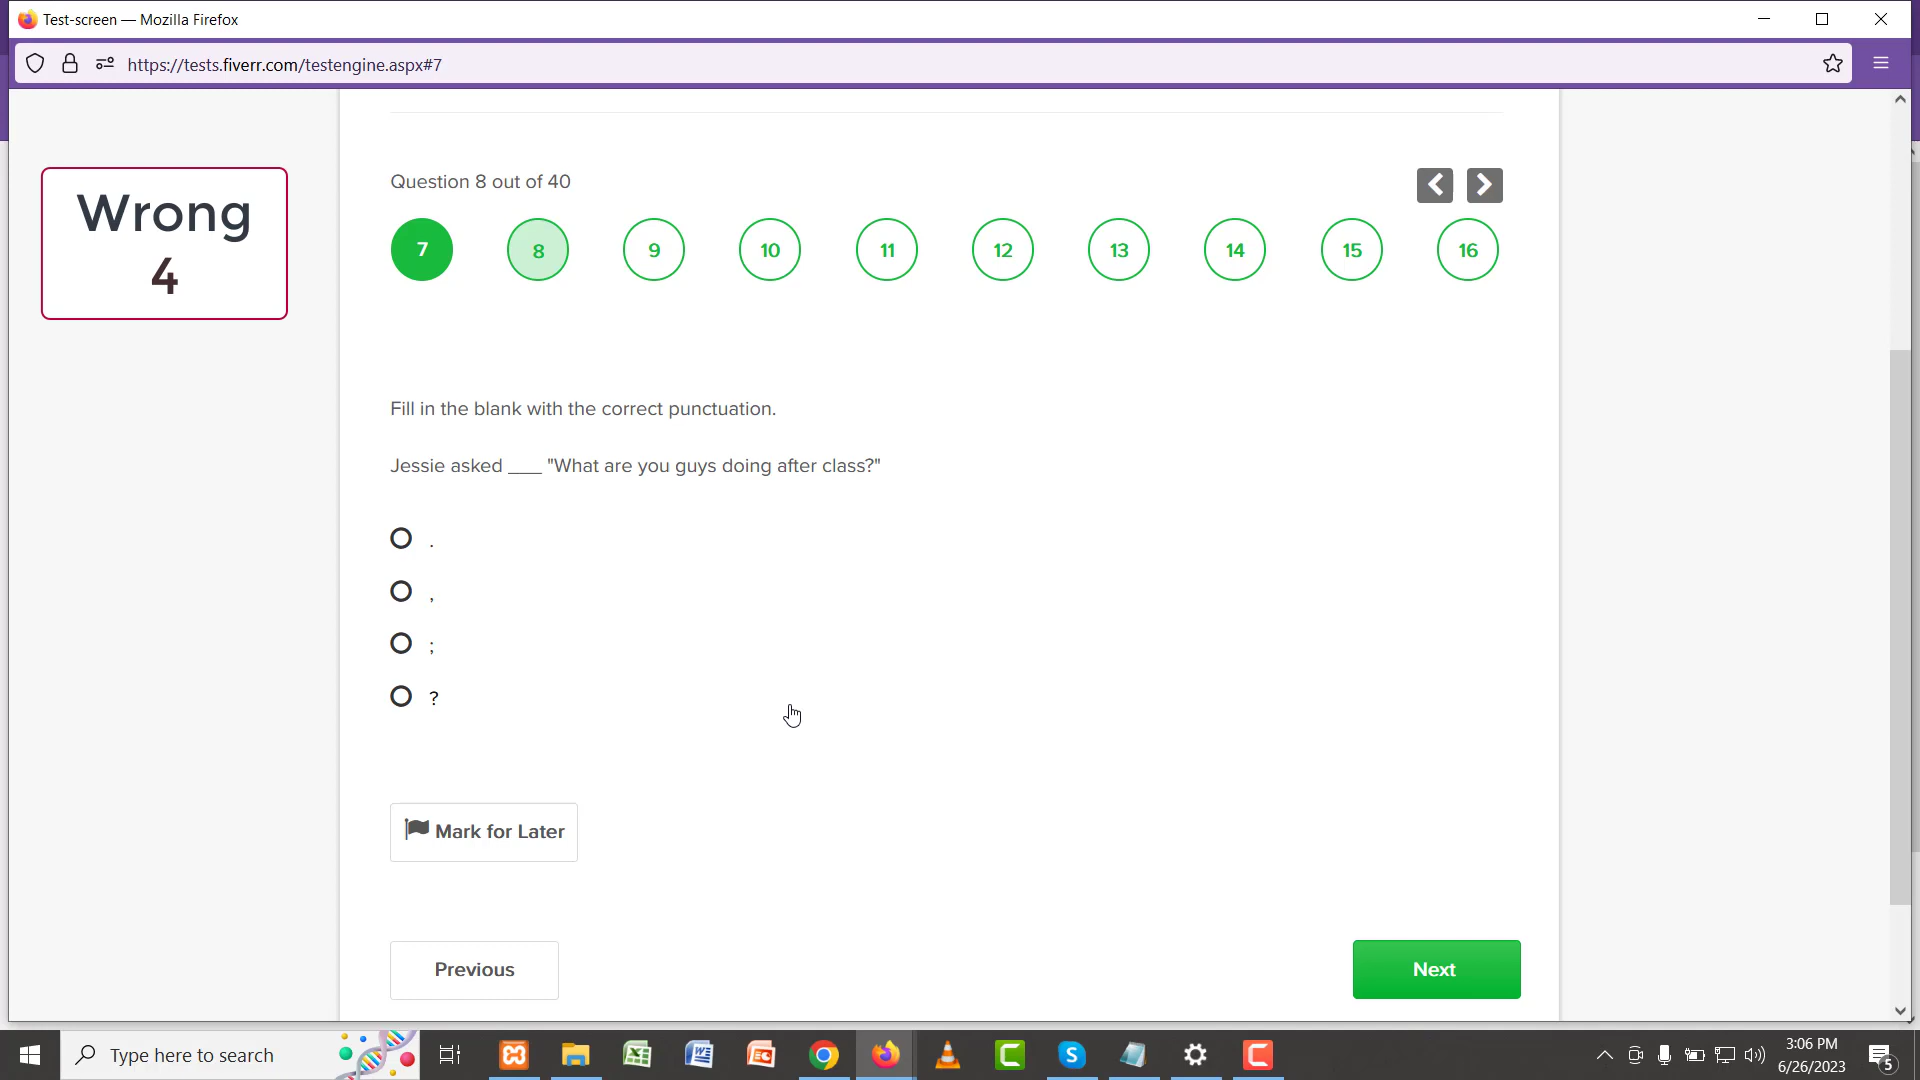 Test-screen — Mozilla Firefox
https://tests.fiverr.com/testengine.aspx#7
Wrong
4
Question 8 out of 40
7 8 9 10 11 12 13 14 15 16
Fill in the blank with the correct punctuation.
Jessie asked ___ "What are you guys doing after class?"
.
,
;
?
Mark for Later
Previous
Next
Type here to search
3:06 PM
6/26/2023
5